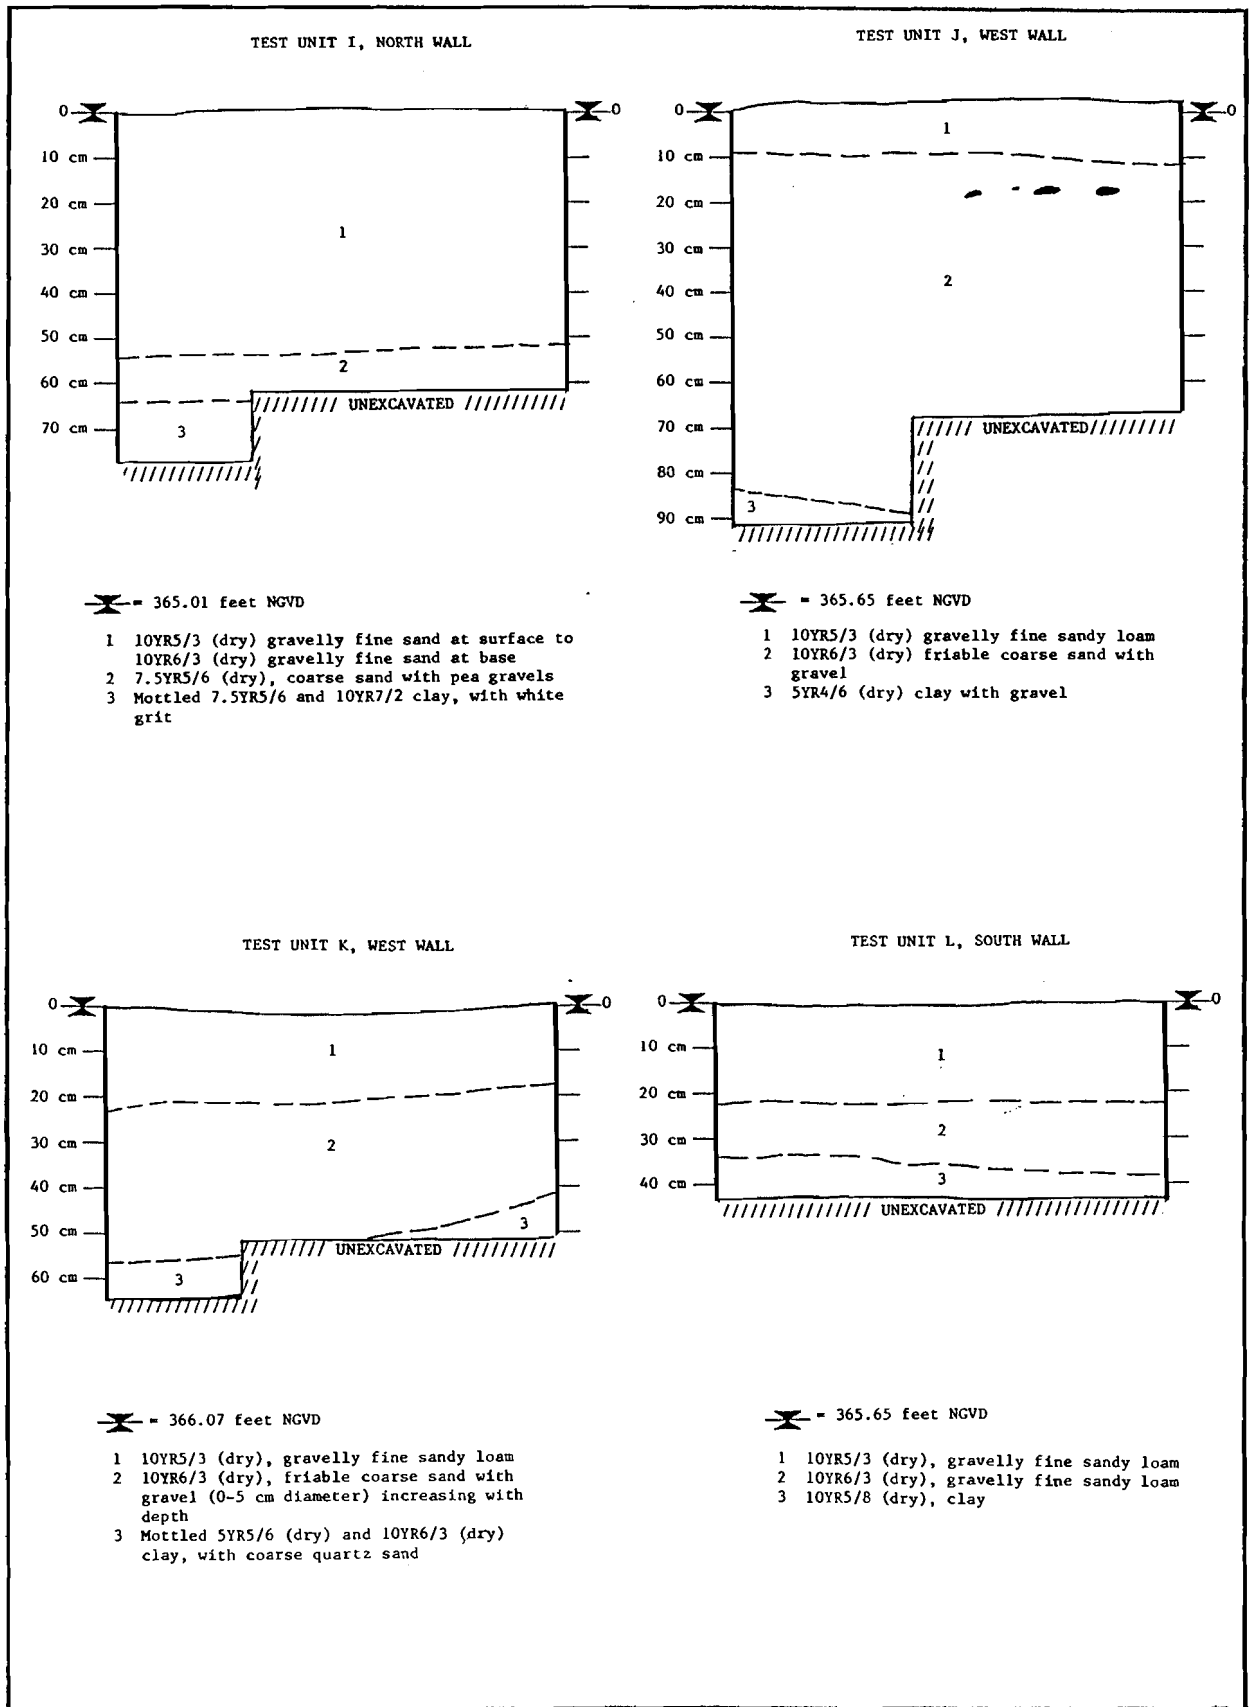 TEST UNIT I, NORTH WALL
0 0
10 cm
20 cm
30 cm
40 cm
50 cm
60 cm
70 cm
1
2
3
UNEXCAVATED
= 365.01 feet NGVD
1 10YR5/3 (dry) gravelly fine sand at surface to
10YR6/3 (dry) gravelly fine sand at base
2 7.5YR5/6 (dry), coarse sand with pea gravels
3 Mottled 7.5YR5/6 and 10YR7/2 clay, with white
grit
TEST UNIT J, WEST WALL
0 0
10 cm
20 cm
30 cm
40 cm
50 cm
60 cm
70 cm
80 cm
90 cm
1
2
3
UNEXCAVATED
= 365.65 feet NGVD
1 10YR5/3 (dry) gravelly fine sandy loam
2 10YR6/3 (dry) friable coarse sand with
gravel
3 5YR4/6 (dry) clay with gravel
TEST UNIT K, WEST WALL
0 0
10 cm
20 cm
30 cm
40 cm
50 cm
60 cm
1
2
3
3
UNEXCAVATED
= 366.07 feet NGVD
1 10YR5/3 (dry), gravelly fine sandy loam
2 10YR6/3 (dry), friable coarse sand with
gravel (0-5 cm diameter) increasing with
depth
3 Mottled 5YR5/6 (dry) and 10YR6/3 (dry)
clay, with coarse quartz sand
TEST UNIT L, SOUTH WALL
0 0
10 cm
20 cm
30 cm
40 cm
1
2
3
UNEXCAVATED
= 365.65 feet NGVD
1 10YR5/3 (dry), gravelly fine sandy loam
2 10YR6/3 (dry), gravelly fine sandy loam
3 10YR5/8 (dry), clay